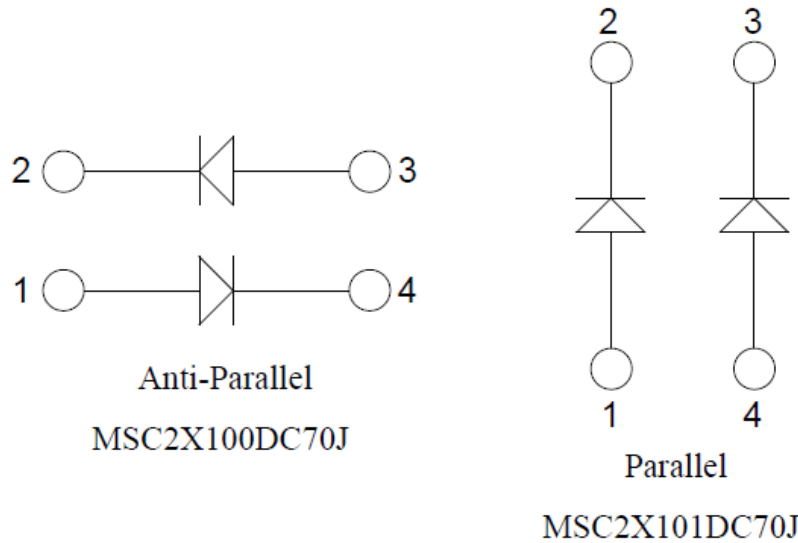 2
3
1
4
Anti-Parallel
MSC2X100DC70J
2
3
1
4
Parallel
MSC2X101DC70J